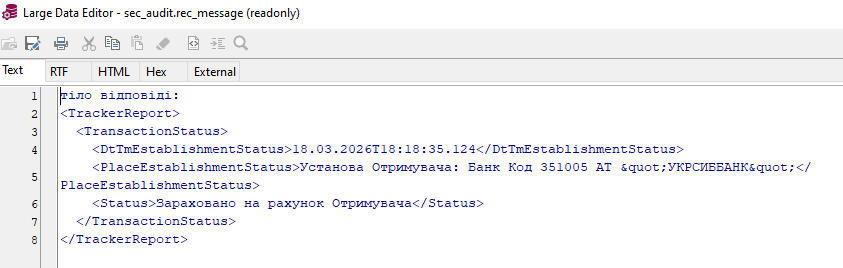 Large Data Editor - sec_audit.rec_message (readonly)
Text RTF HTML Hex External
1 тіло відповіді:
2 <TrackerReport>
3 <TransactionStatus>
4 <DtTmEstablishmentStatus>18.03.2026T18:18:35.124</DtTmEstablishmentStatus>
5 <PlaceEstablishmentStatus>Установа Отримувача: Банк Код 351005 АТ &quot;УКРСИББАНК&quot;</
PlaceEstablishmentStatus>
6 <Status>Зараховано на рахунок Отримувача</Status>
7 </TransactionStatus>
8 </TrackerReport>